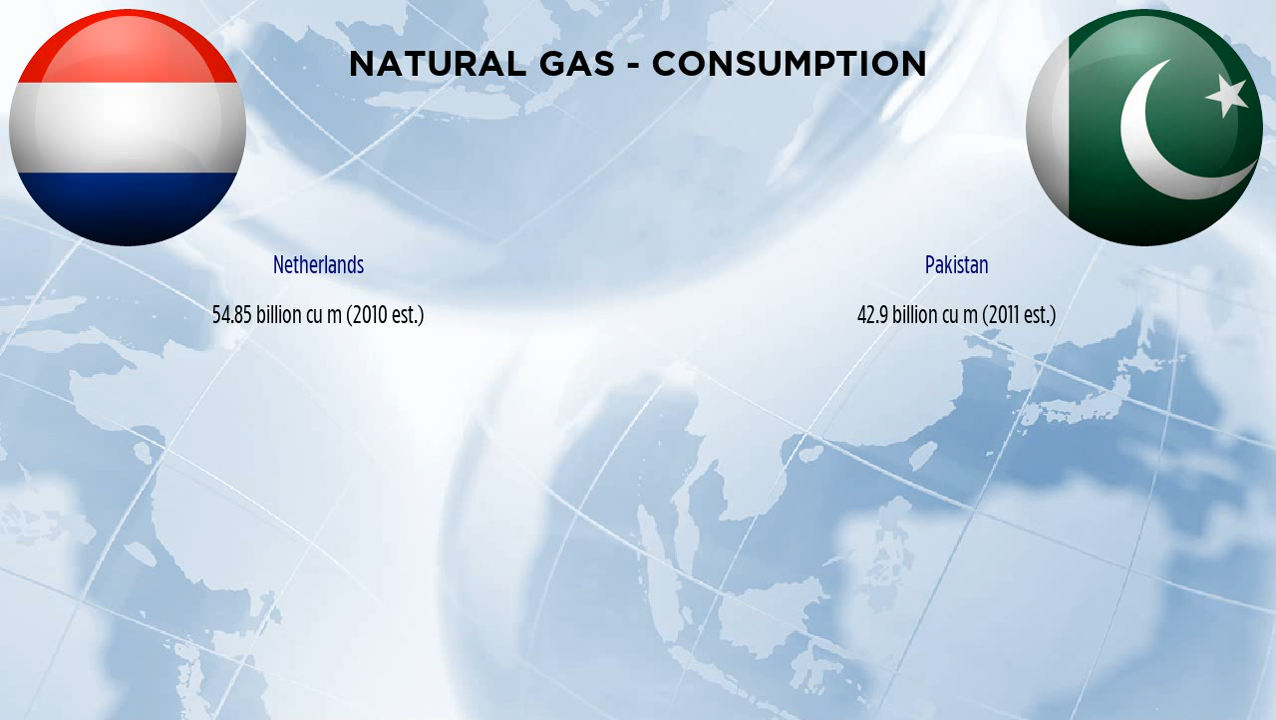 NATURAL GAS - CONSUMPTION
Netherlands
54.85 billion cu m (2010 est.)
Pakistan
42.9 billion cu m (2011 est.)